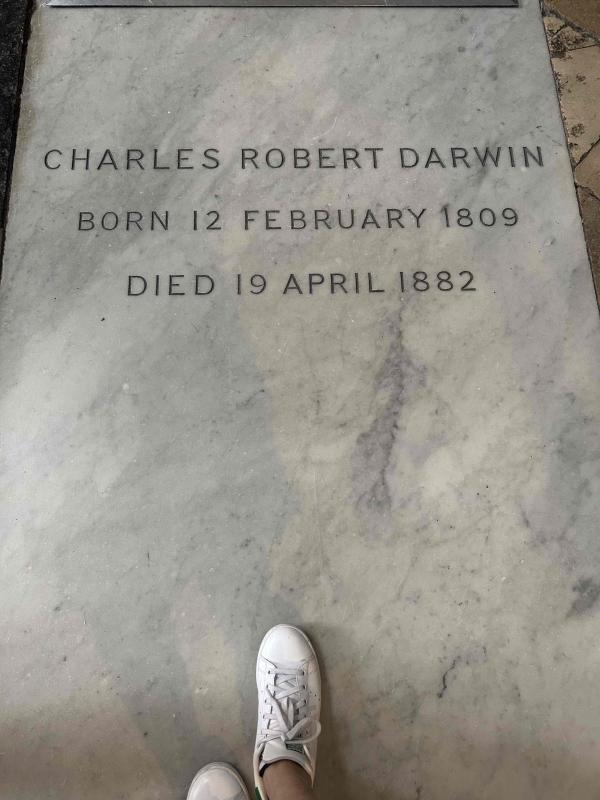 CHARLES ROBERT DARWIN
BORN 12 FEBRUARY 1809
DIED 19 APRIL 1882